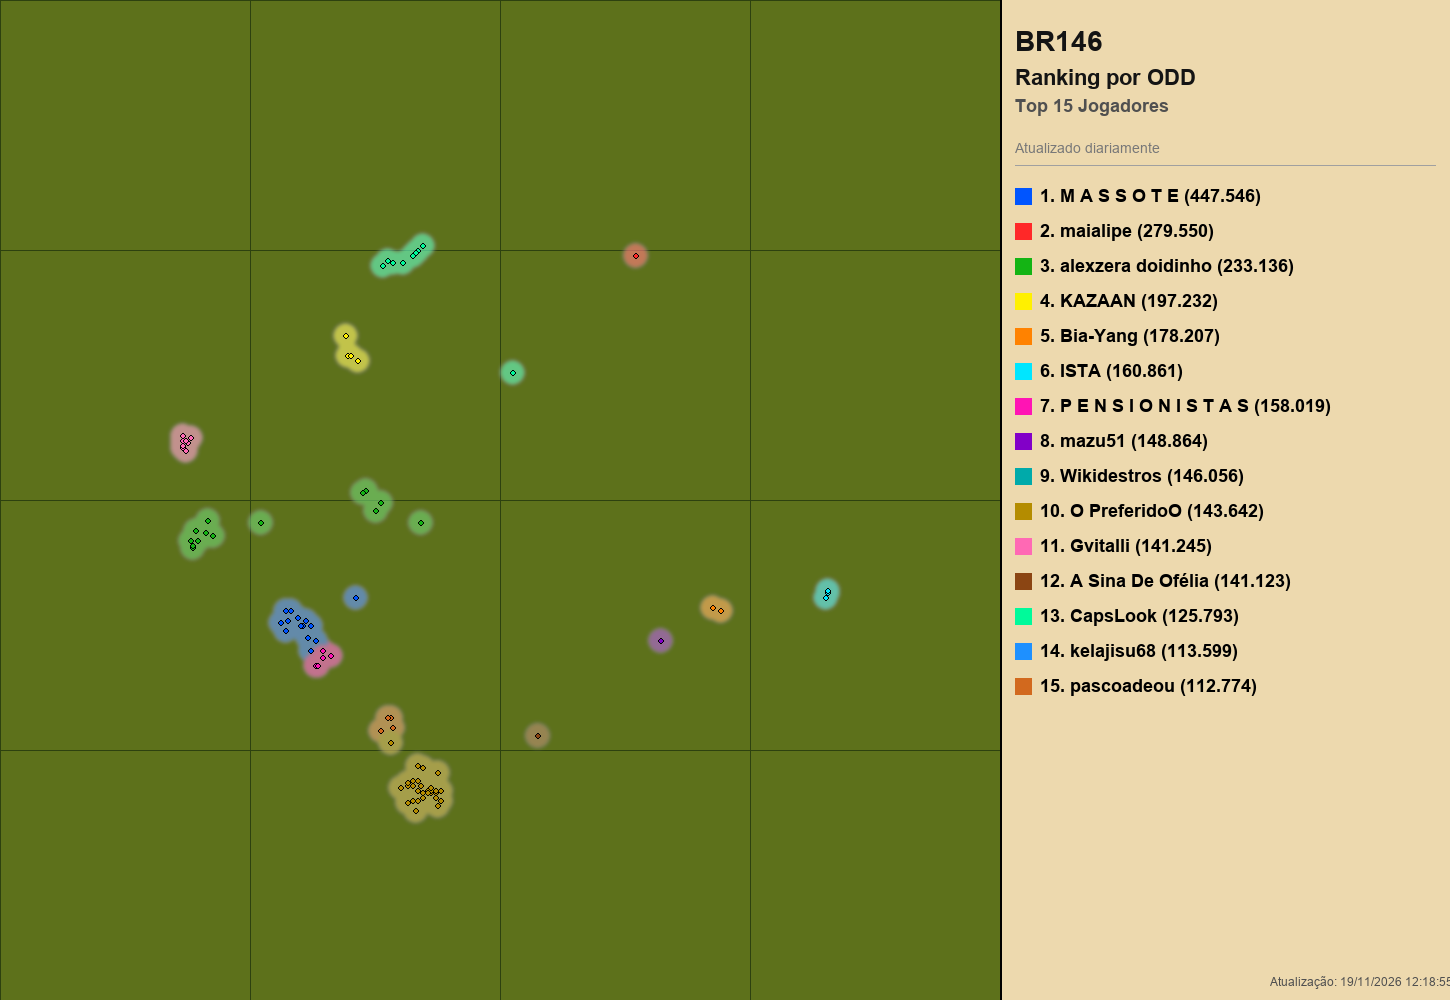 BR146
Ranking por ODD
Top 15 Jogadores
Atualizado diariamente
1. M A S S O T E (447.546)
2. maialipe (279.550)
3. alexzera doidinho (233.136)
4. KAZAAN (197.232)
5. Bia-Yang (178.207)
6. ISTA (160.861)
7. P E N S I O N I S T A S (158.019)
8. mazu51 (148.864)
9. Wikidestros (146.056)
10. O PreferidoO (143.642)
11. Gvitalli (141.245)
12. A Sina De Ofélia (141.123)
13. CapsLook (125.793)
14. kelajisu68 (113.599)
15. pascoadeou (112.774)
Atualização: 19/11/2026 12:18:55